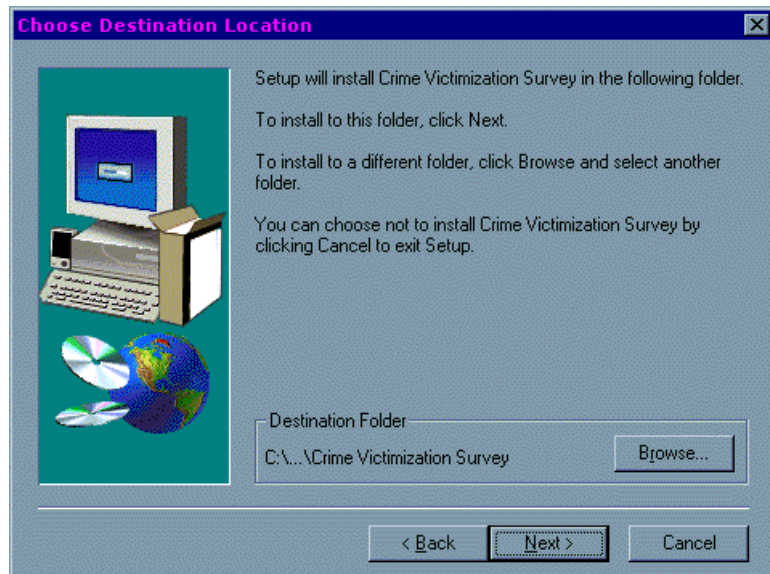 Choose Destination Location
Setup will install Crime Victimization Survey in the following folder.
To install to this folder, click Next.
To install to a different folder, click Browse and select another
folder.
You can choose not to install Crime Victimization Survey by
clicking Cancel to exit Setup.
Destination Folder
C:\...\Crime Victimization Survey
Browse...
< Back
Next >
Cancel